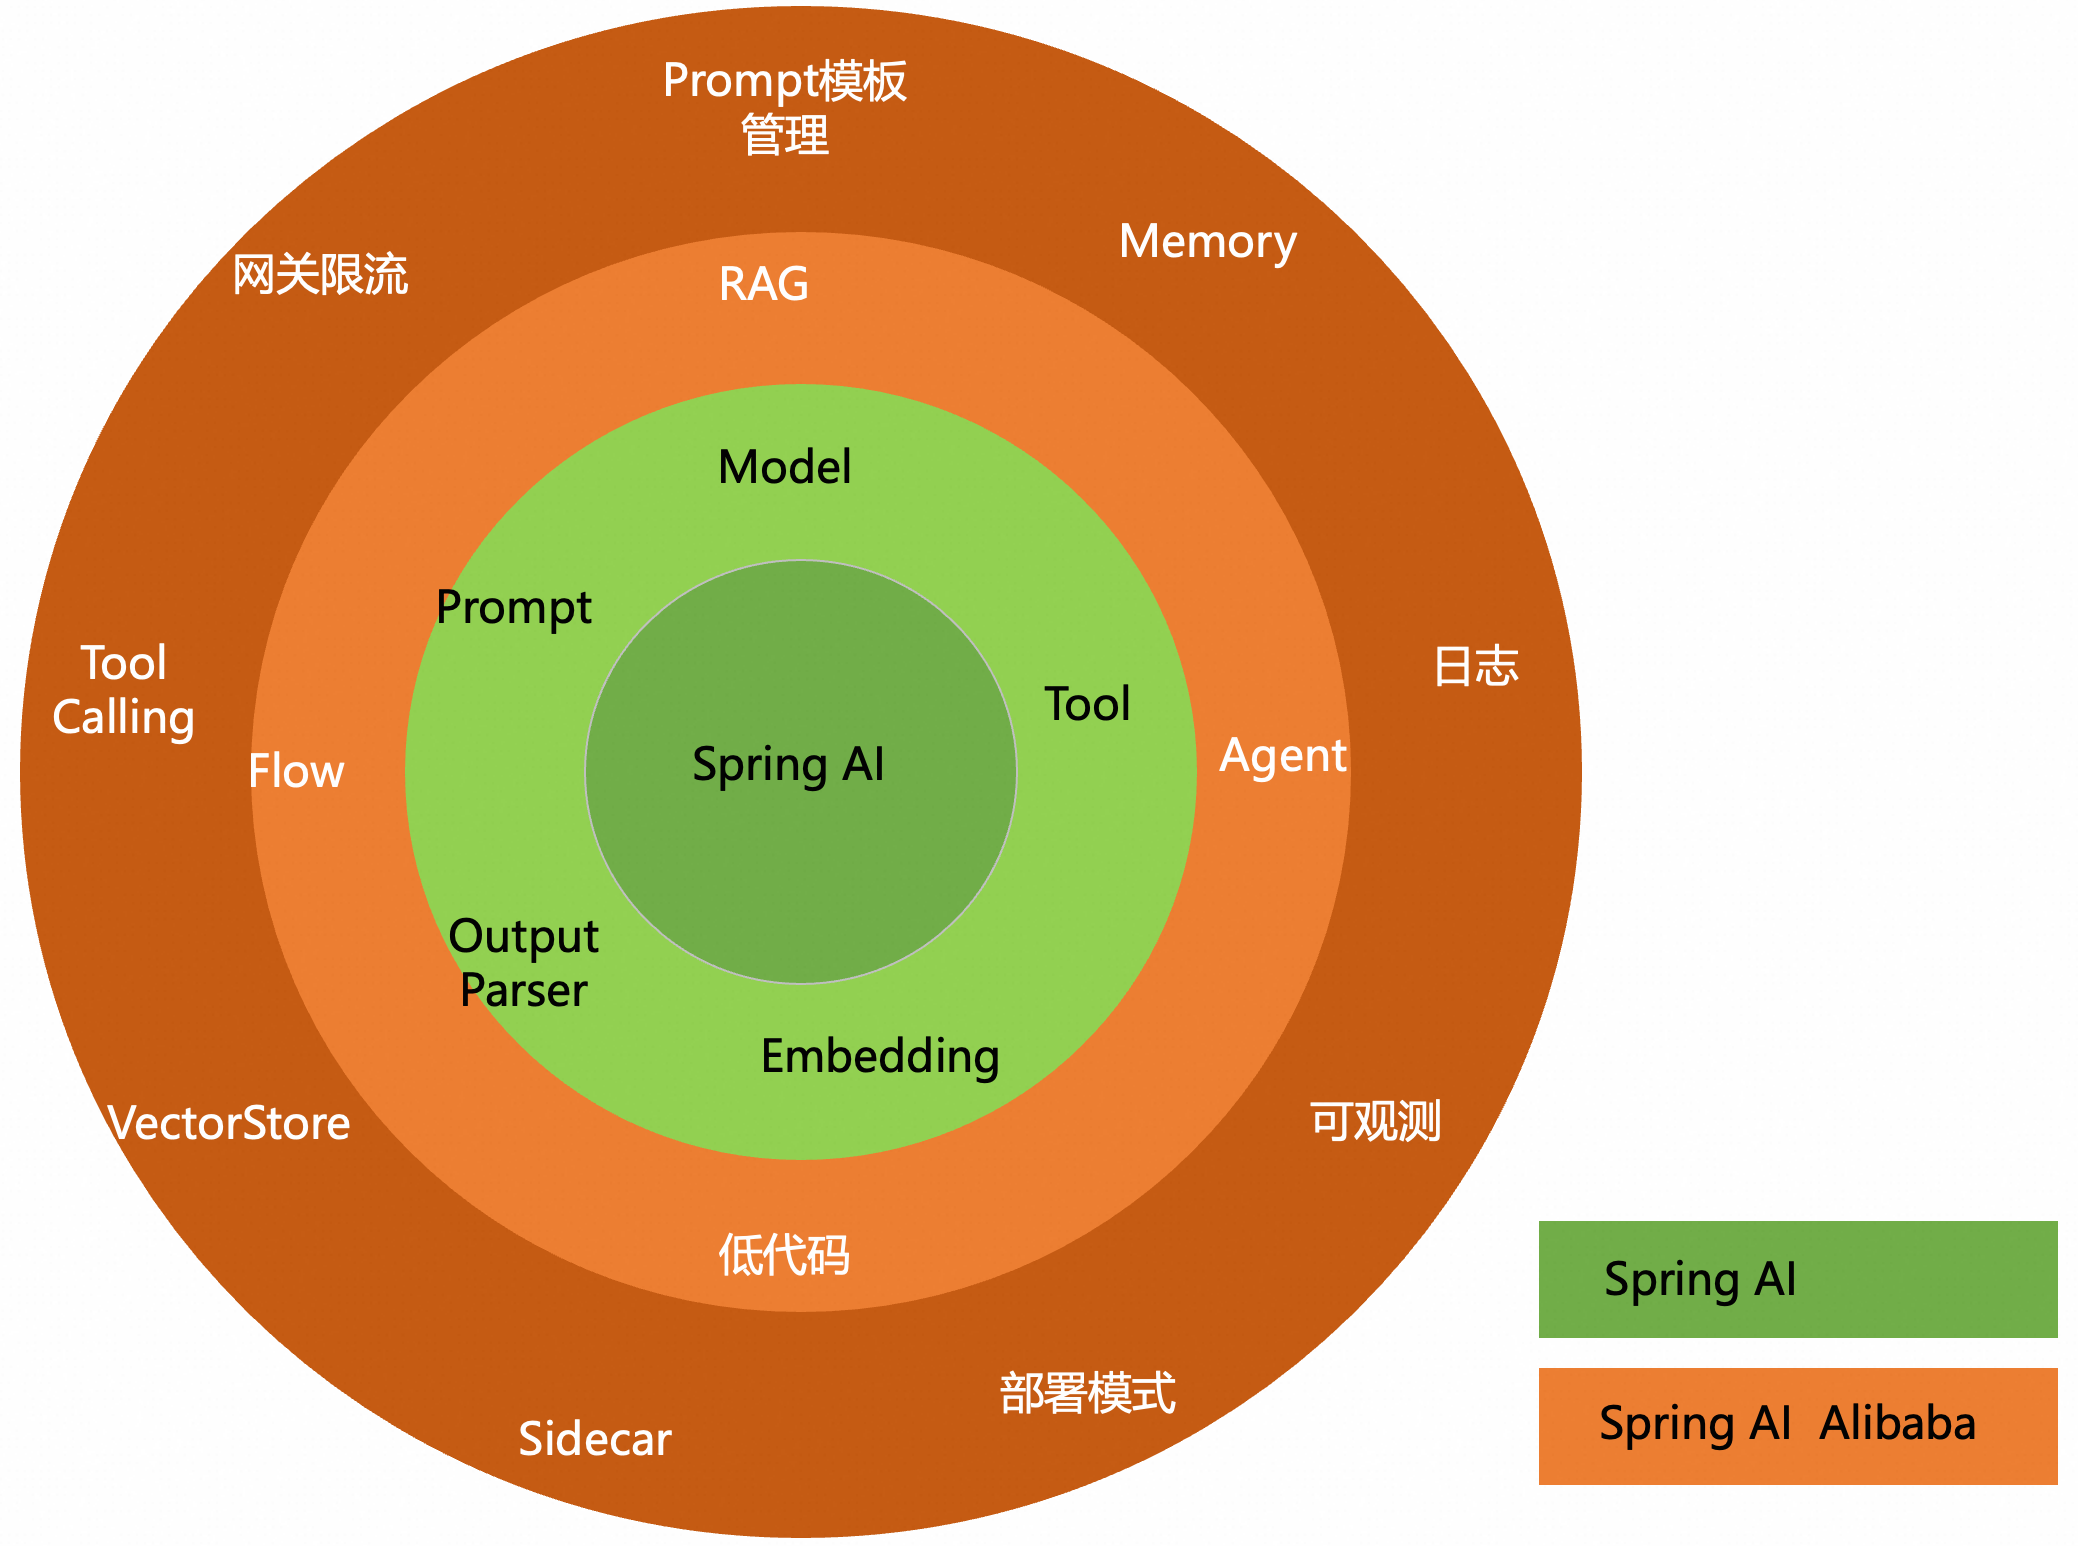 Prompt模板
管理
Memory
网关限流
RAG
Model
Prompt
Tool
Calling
日志
Tool
Flow
Spring AI
Agent
Output
Parser
Embedding
VectorStore
可观测
低代码
Spring AI
部署模式
Sidecar
Spring AI  Alibaba